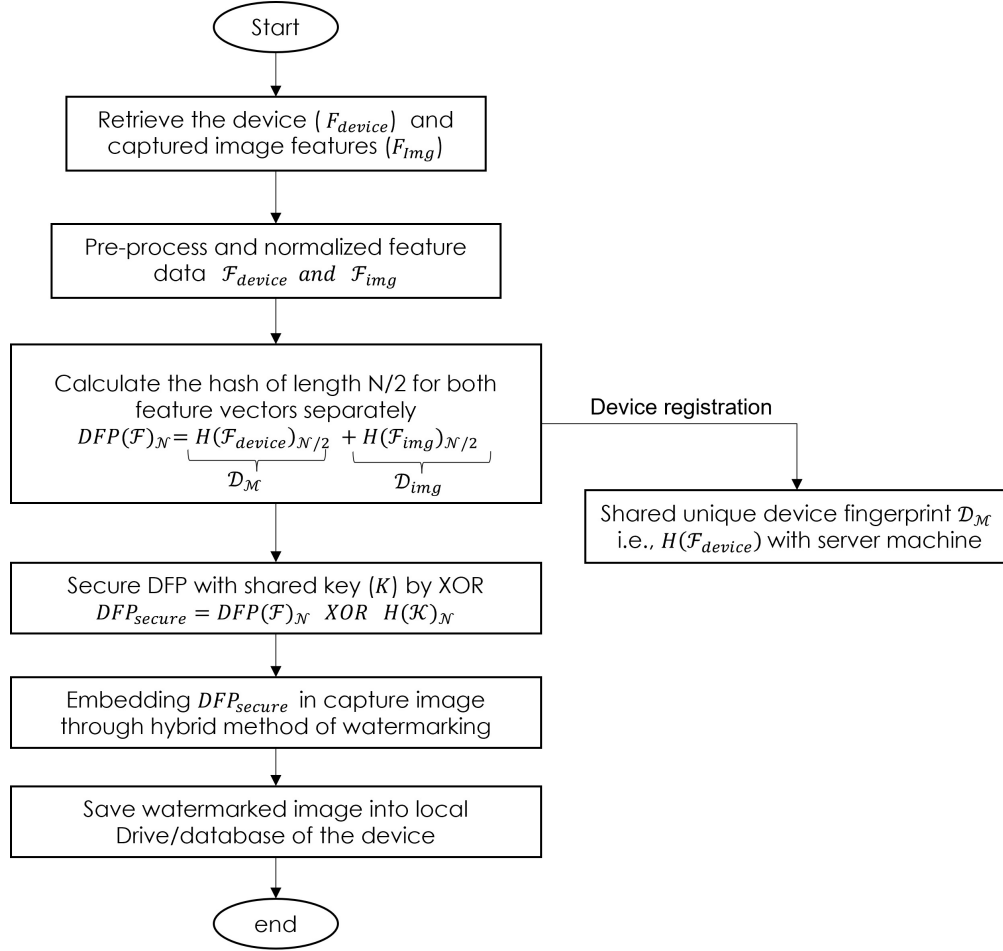 Start
Retrieve the device ( F_device) and
captured image features (F_Img)
Pre-process and normalized feature
data ℱ_device and ℱ_img
Calculate the hash of length N/2 for both
feature vectors separately
DFP(ℱ)_𝒩= H(ℱ_device)_𝒩/2 + H(ℱ_img)_𝒩/2
𝒟_ℳ 𝒟_img
Device registration
Shared unique device fingerprint 𝒟_ℳ
i.e., H(ℱ_device) with server machine
Secure DFP with shared key (K) by XOR
DFP_secure = DFP(ℱ)_𝒩 XOR H(𝒦)_𝒩
Embedding DFP_secure in capture image
through hybrid method of watermarking
Save watermarked image into local
Drive/database of the device
end